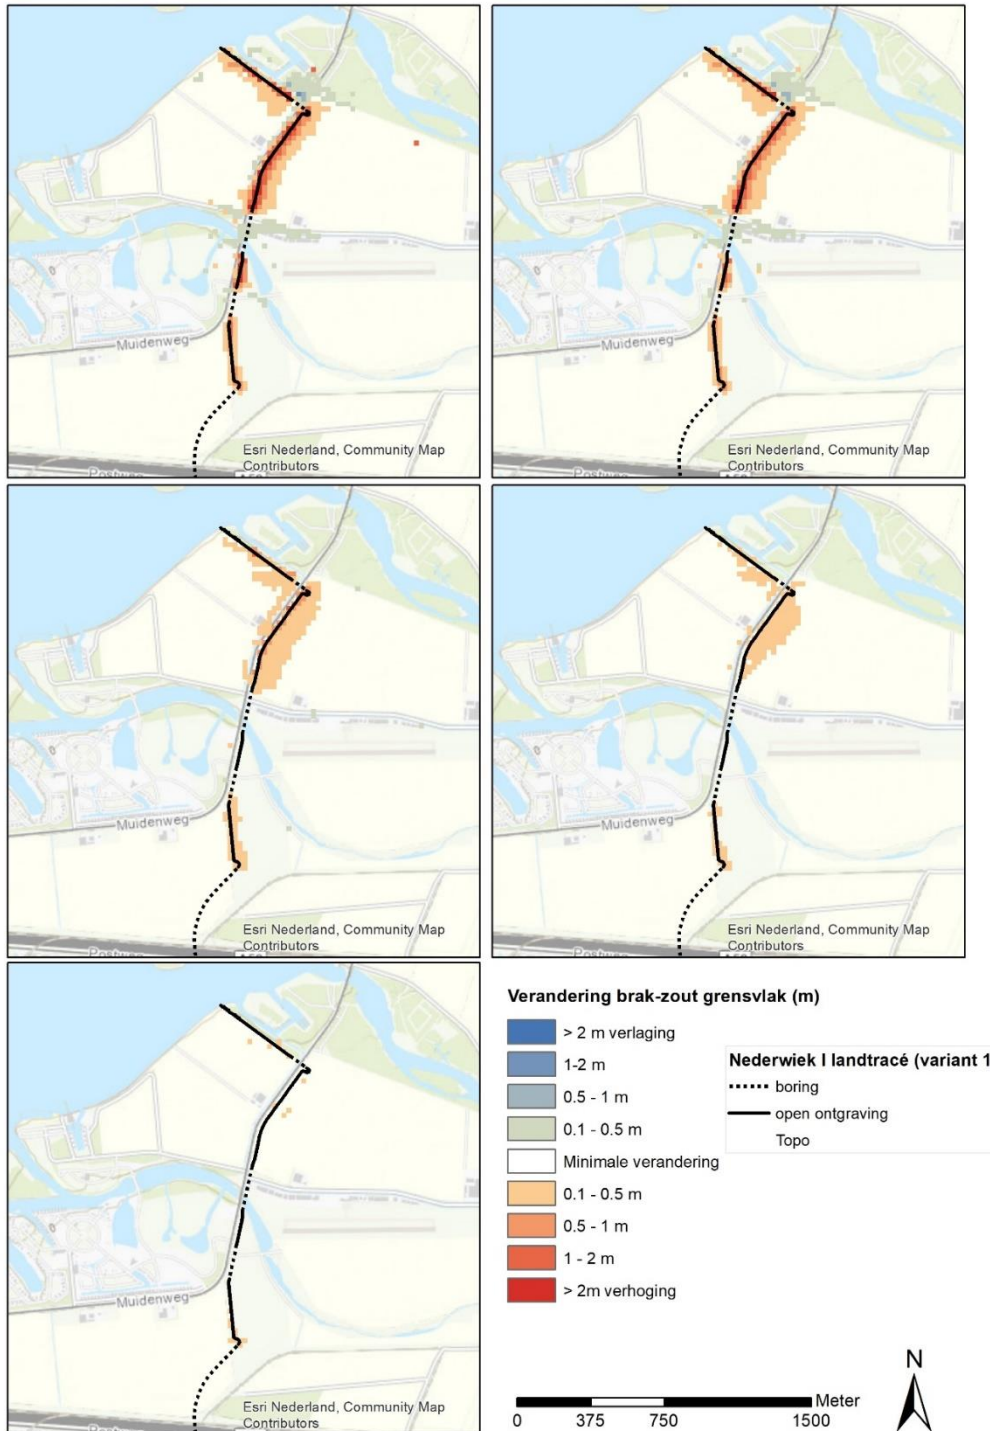 Muidenweg
Esri Nederland, Community Map
Contributors
Muidenweg
Esri Nederland, Community Map
Contributors
Muidenweg
Esri Nederland, Community Map
Contributors
Muidenweg
Esri Nederland, Community Map
Contributors
Muidenweg
Esri Nederland, Community Map
Contributors
Verandering brak-zout grensvlak (m)
> 2 m verlaging
1-2 m
0.5 - 1 m
0.1 - 0.5 m
Minimale verandering
0.1 - 0.5 m
0.5 - 1 m
1 - 2 m
> 2m verhoging
Nederwiek I landtracé (variant 1
boring
open ontgraving
Topo
Meter
0 375 750 1500
N